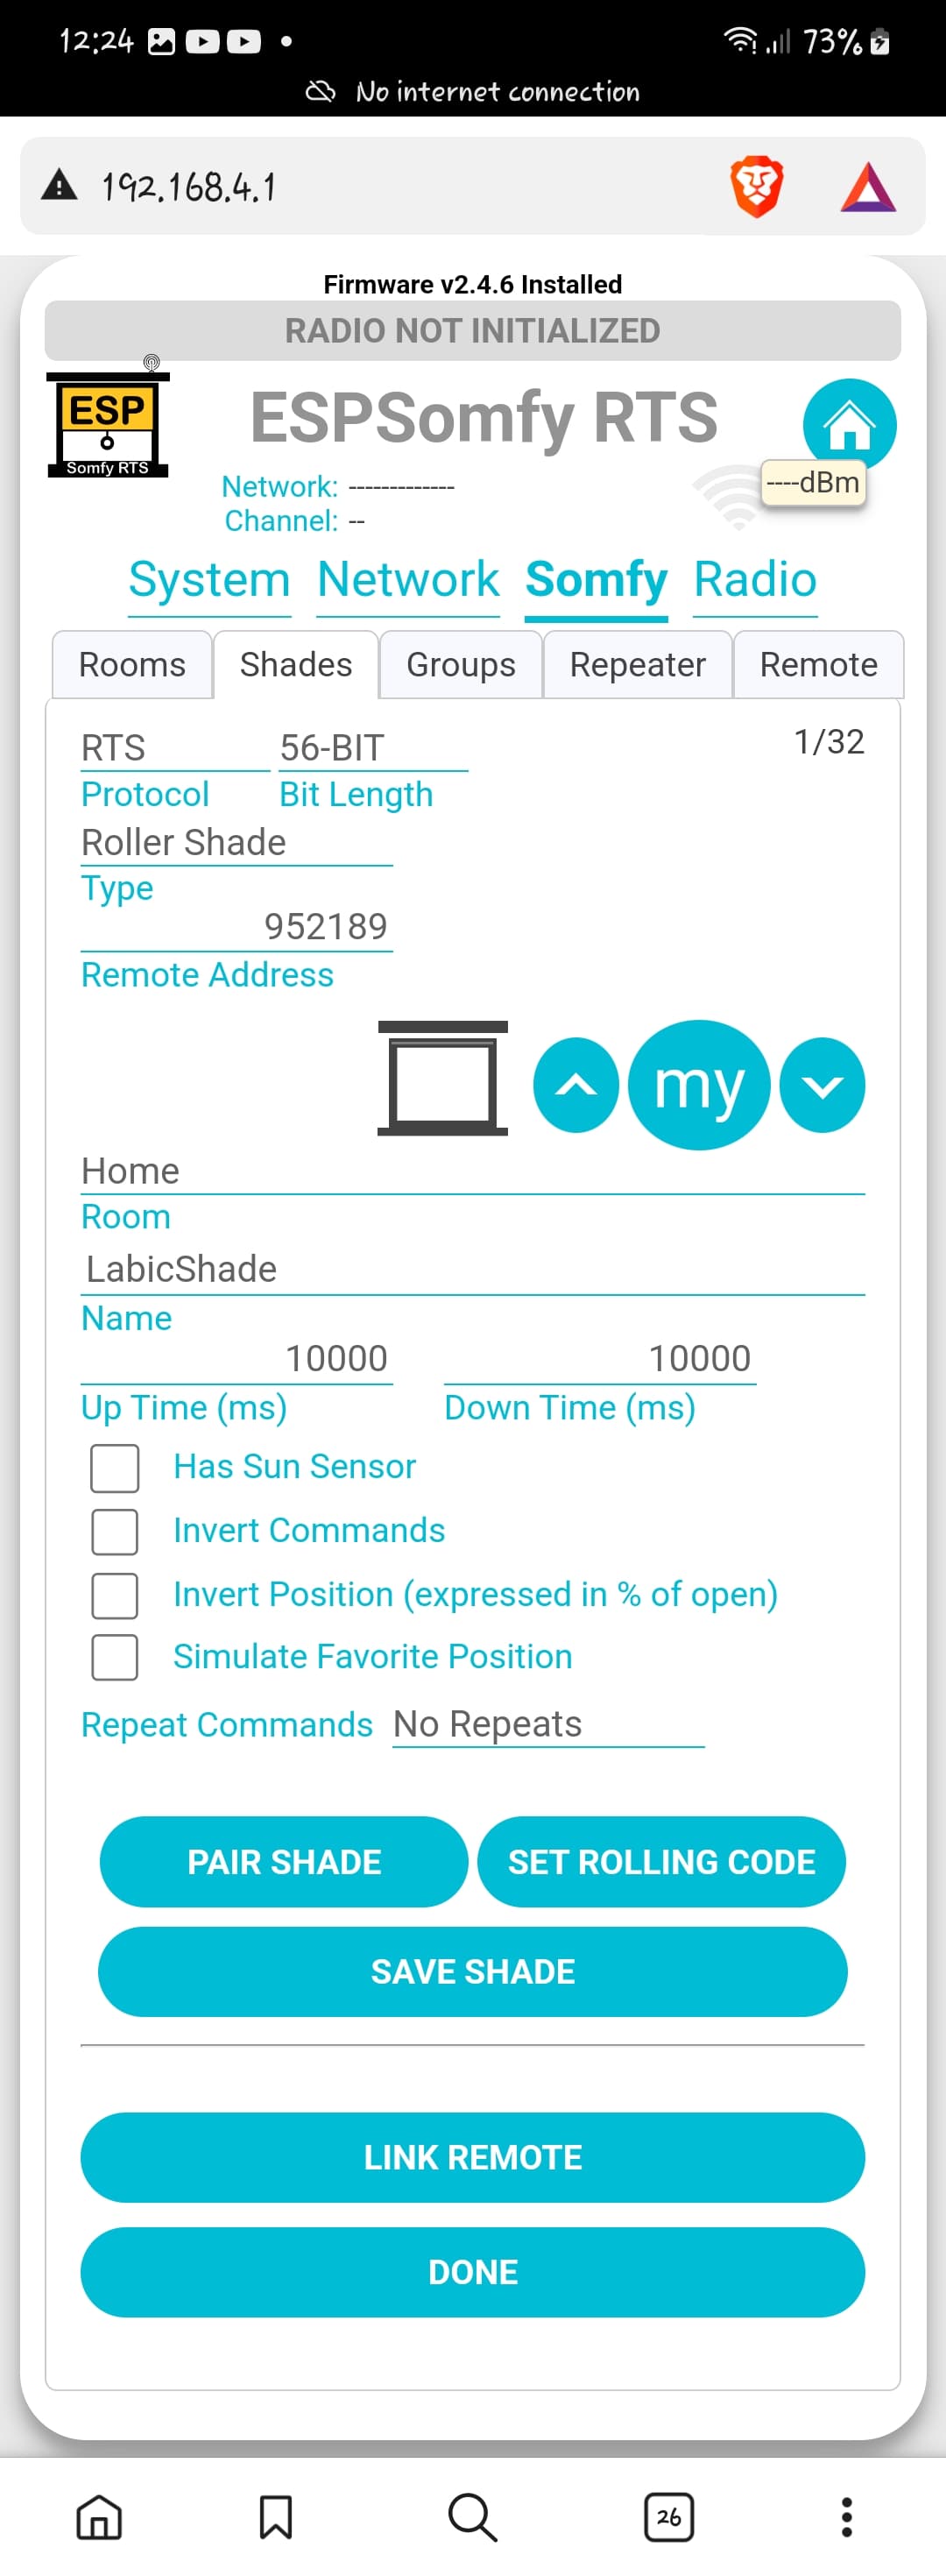 12:24 73%
No internet connection
192.168.4.1
Firmware v2.4.6 Installed
RADIO NOT INITIALIZED
ESP
Somfy RTS
ESPSomfy RTS
Network: -------------
----dBm
Channel: --
System Network Somfy Radio
Rooms Shades Groups Repeater Remote
RTS 56-BIT 1/32
Protocol Bit Length
Roller Shade
Type
952189
Remote Address
my
Home
Room
LabicShade
Name
10000 10000
Up Time (ms) Down Time (ms)
Has Sun Sensor
Invert Commands
Invert Position (expressed in % of open)
Simulate Favorite Position
Repeat Commands No Repeats
PAIR SHADE SET ROLLING CODE
SAVE SHADE
LINK REMOTE
DONE
26